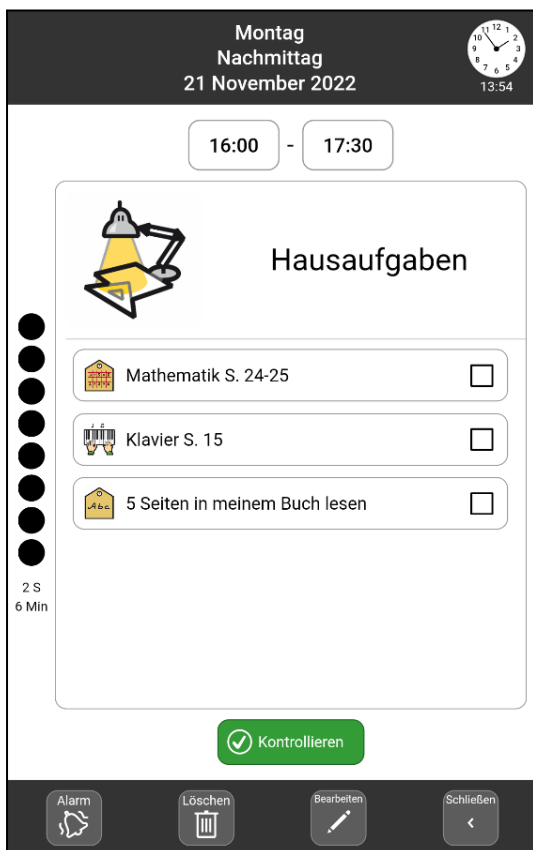 Montag
Nachmittag
21 November 2022
13:54
16:00 - 17:30
Hausaufgaben
Mathematik S. 24-25
Klavier S. 15
Abc 5 Seiten in meinem Buch lesen
2 S
6 Min
Kontrollieren
Alarm
Löschen
Bearbeiten
Schließen